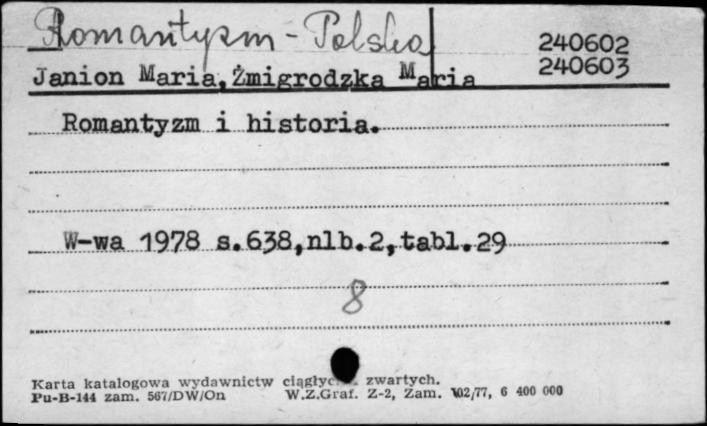 Romantyzm - Polska
240602
Janion Maria, Żmigrodzka Maria
240603
Romantyzm i historia.
W-wa 1978 s.638,nlb.2,tabl.29
8
Karta katalogowa wydawnictw zwartych.
Pu-B-144 zam. 567/DW/On W.Z.Graf. Z-2, Zam. 102/77, 6 400 000